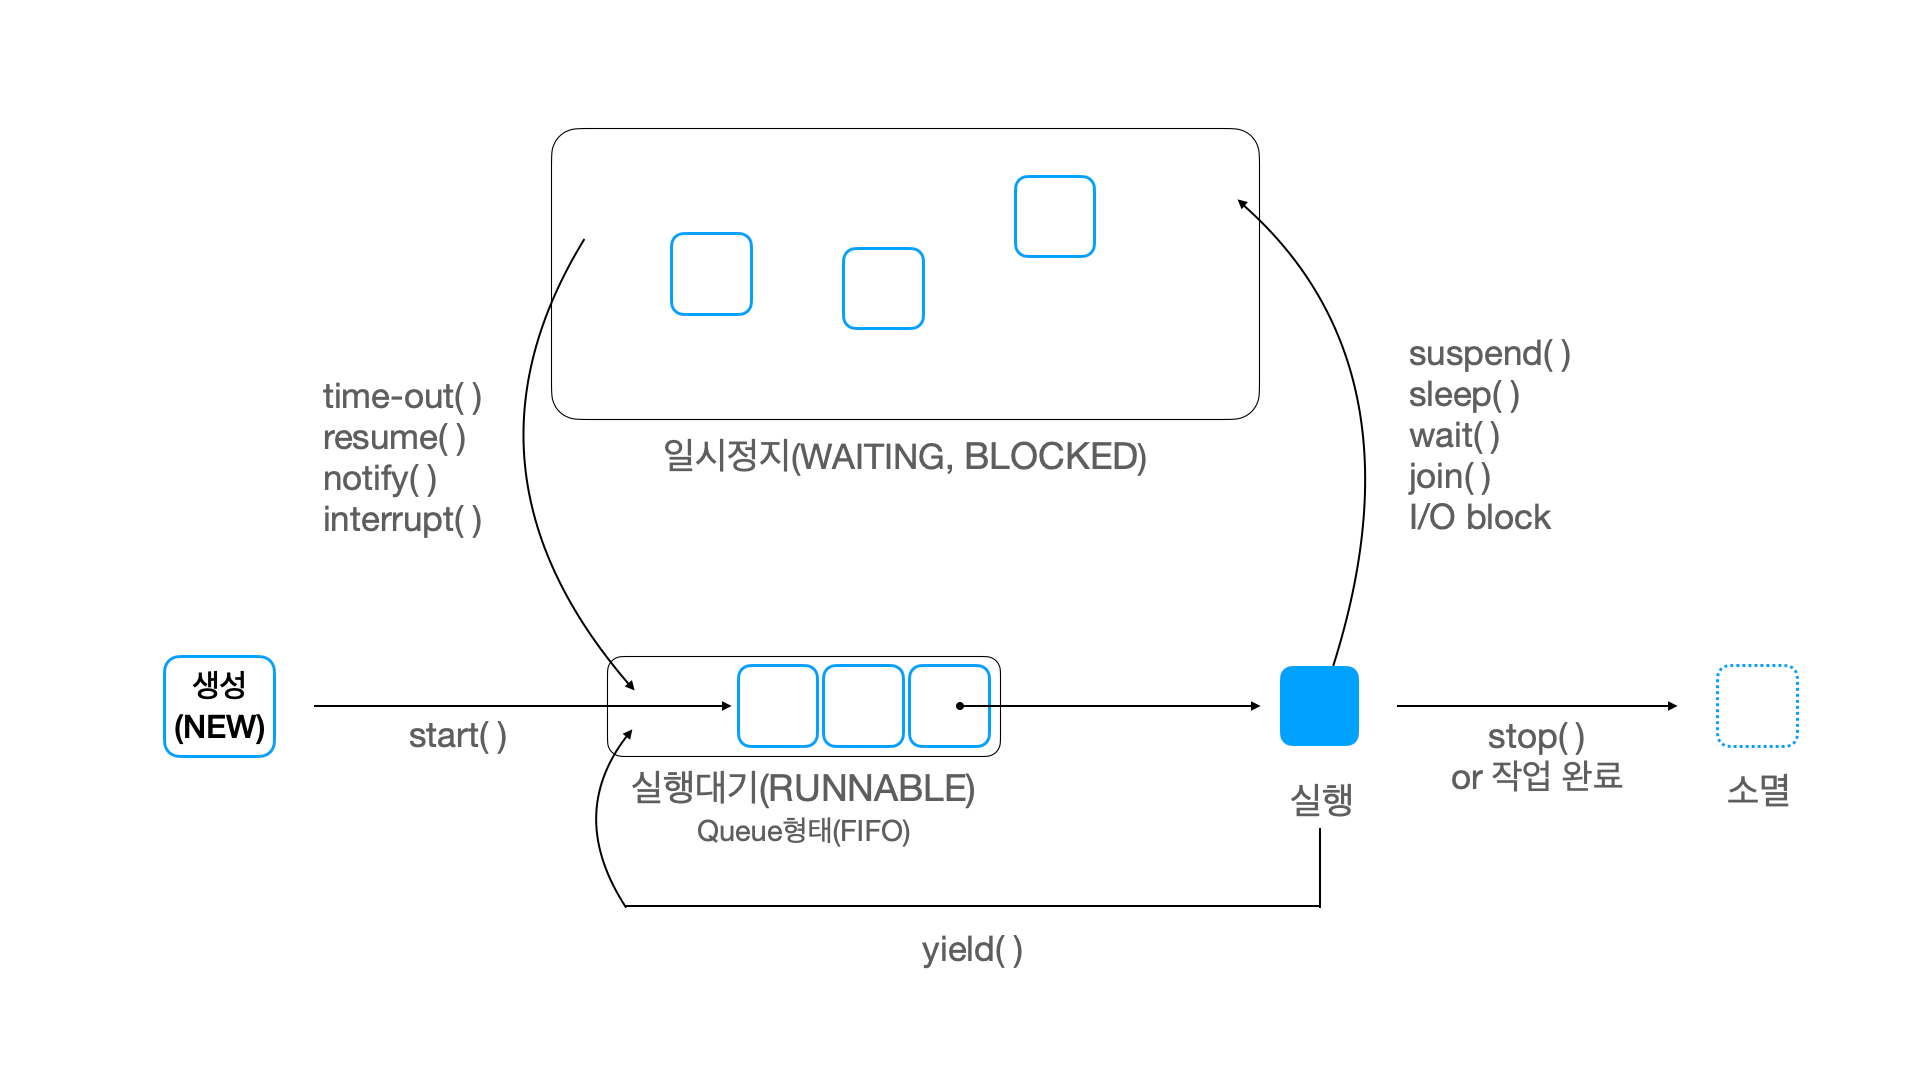 time-out( )
resume( )
notify( )
interrupt( )
일시정지(WAITING, BLOCKED)
suspend( )
sleep( )
wait( )
join( )
I/O block
생성
(NEW)
start( )
실행대기(RUNNABLE)
Queue형태(FIFO)
실행
stop( )
or 작업 완료
소멸
yield( )